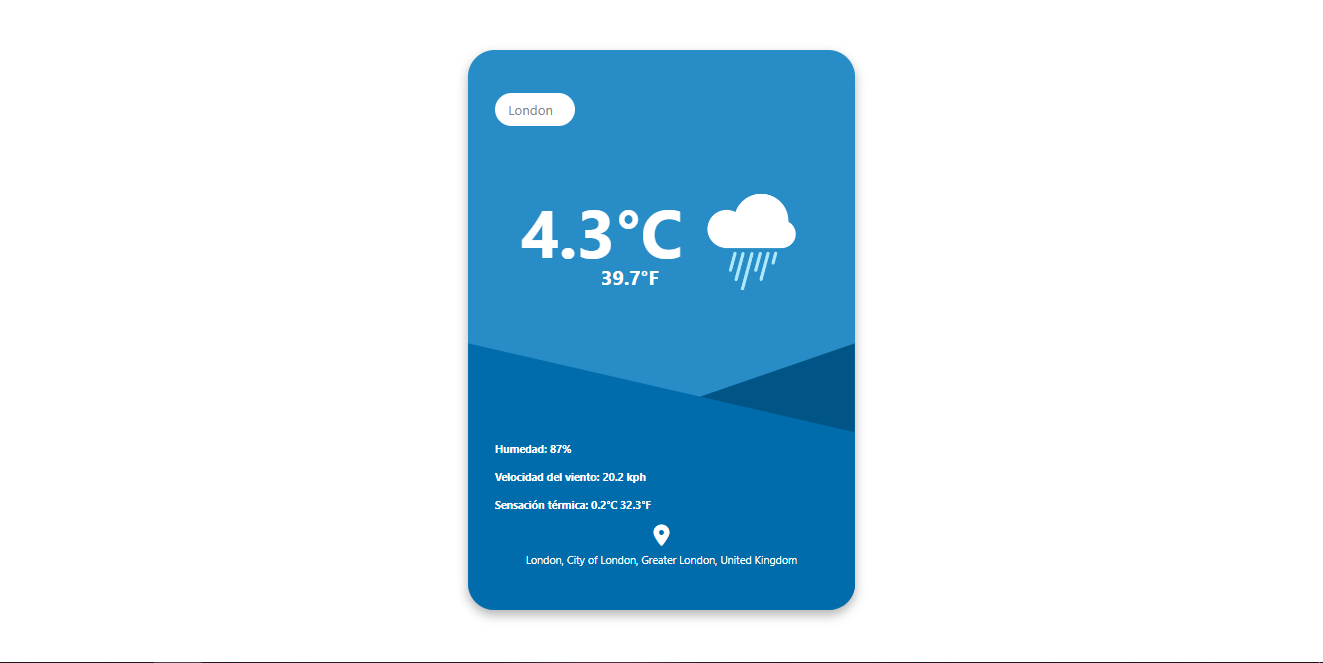 London
4.3°C
39.7°F
Humedad: 87%
Velocidad del viento: 20.2 kph
Sensación térmica: 0.2°C 32.3°F
London, City of London, Greater London, United Kingdom